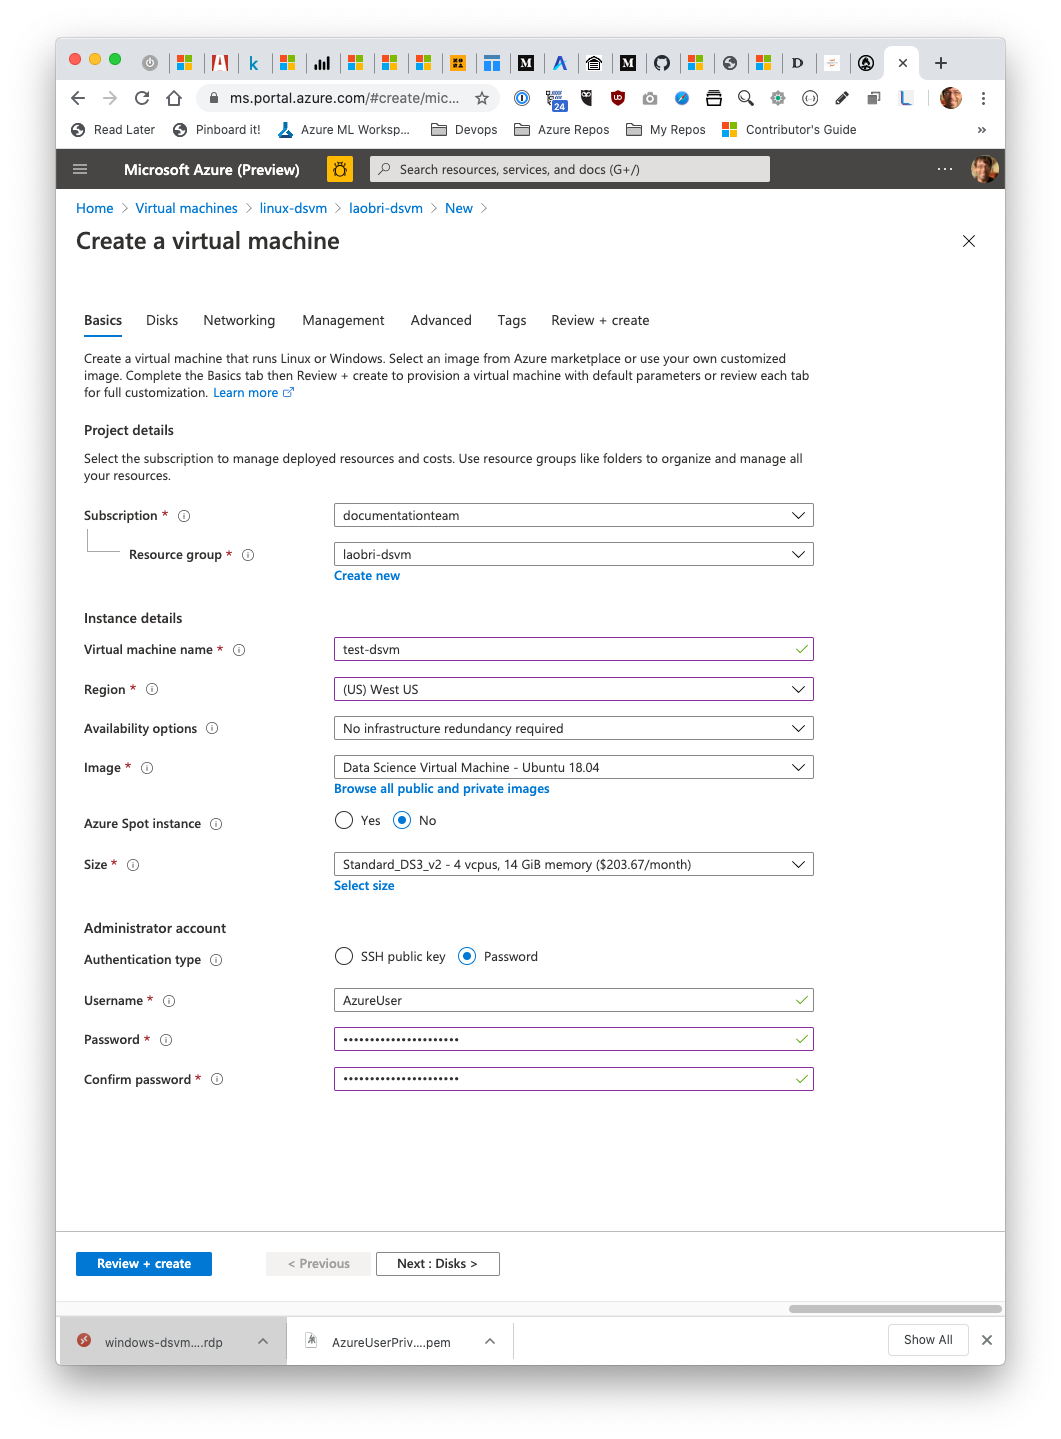 ms.portal.azure.com/#create/mic...
24
Read Later
Pinboard it!
Azure ML Worksp...
Devops
Azure Repos
My Repos
Contributor's Guide
»
Microsoft Azure (Preview)
Search resources, services, and docs (G+/)
...
Home > Virtual machines > linux-dsvm > laobri-dsvm > New >
Create a virtual machine
Basics
Disks
Networking
Management
Advanced
Tags
Review + create
Create a virtual machine that runs Linux or Windows. Select an image from Azure marketplace or use your own customized
image. Complete the Basics tab then Review + create to provision a virtual machine with default parameters or review each tab
for full customization. Learn more
Project details
Select the subscription to manage deployed resources and costs. Use resource groups like folders to organize and manage all
your resources.
Subscription *
documentationteam
Resource group *
laobri-dsvm
Create new
Instance details
Virtual machine name *
test-dsvm
Region *
(US) West US
Availability options
No infrastructure redundancy required
Image *
Data Science Virtual Machine - Ubuntu 18.04
Browse all public and private images
Azure Spot instance
Yes
No
Size *
Standard_DS3_v2 - 4 vcpus, 14 GiB memory ($203.67/month)
Select size
Administrator account
Authentication type
SSH public key
Password
Username *
AzureUser
Password *
••••••••••••••••••••••
Confirm password *
••••••••••••••••••••••
Review + create
< Previous
Next : Disks >
windows-dsvm....rdp
AzureUserPriv....pem
Show All